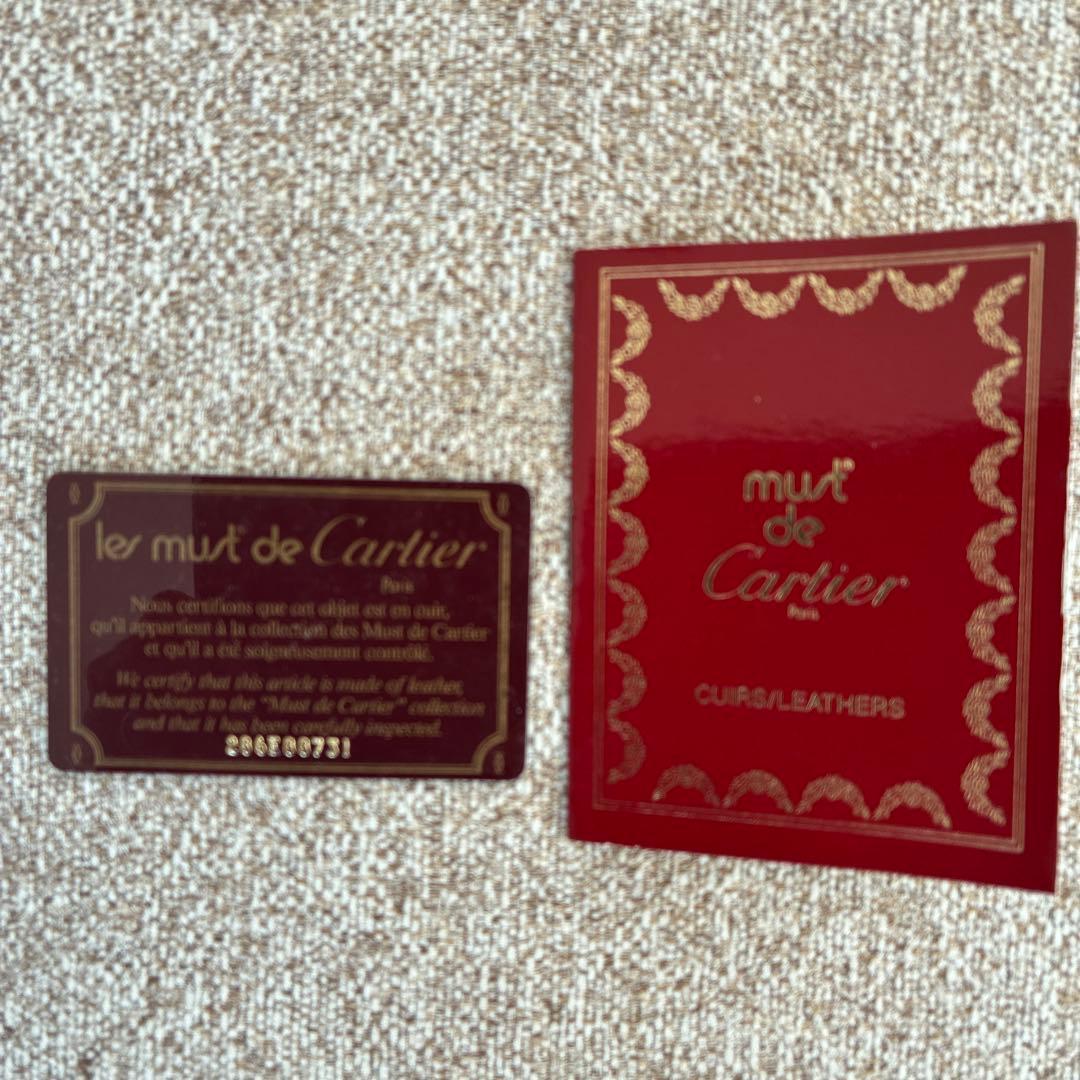 les must de Cartier
Paris
Nous certifions que cet objet est en cuir,
qu'il appartient à la collection des Must de Cartier
et qu'il a été soigneusement contrôlé.
We certify that this article is made of leather,
that it belongs to the "Must de Cartier" collection
and that it has been carefully inspected.
must
de
Cartier
Paris
CUIRS/LEATHERS